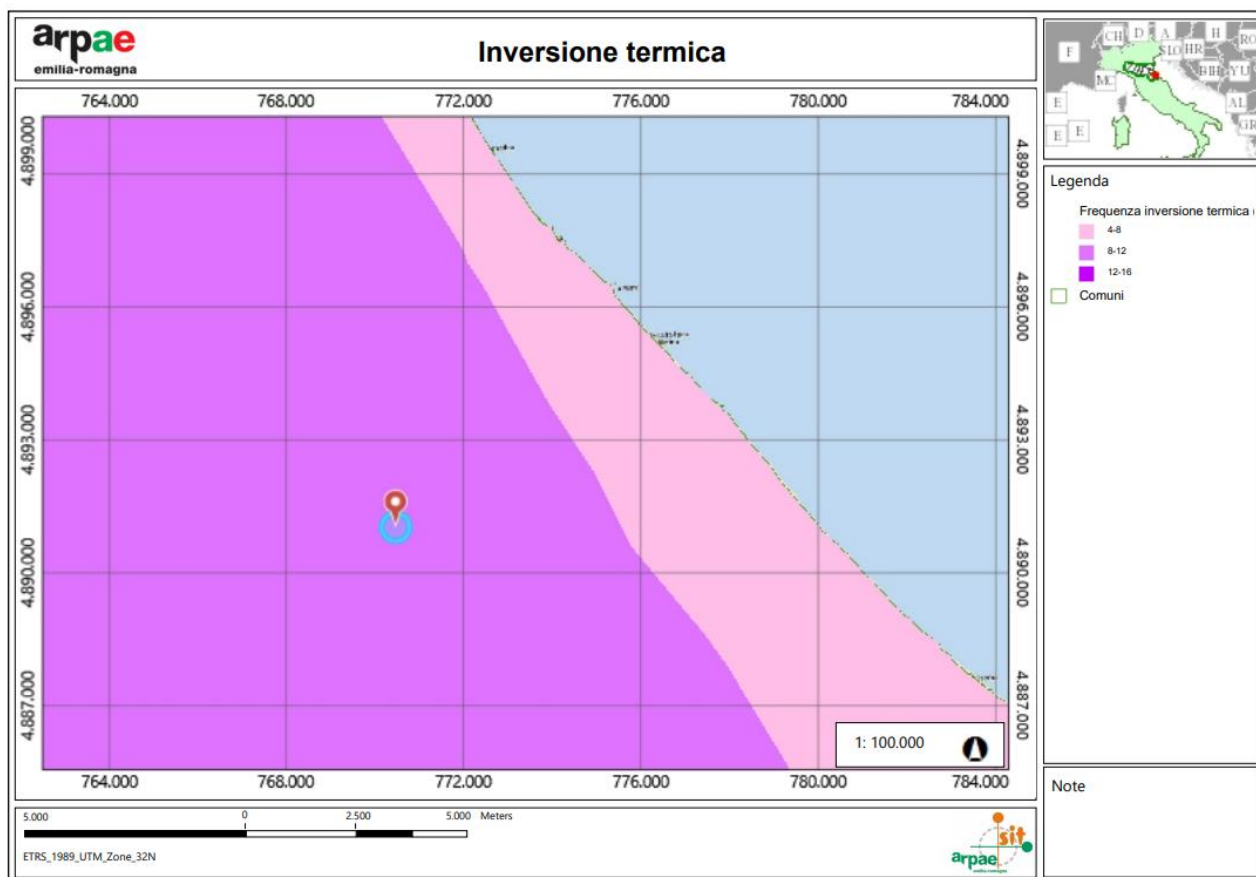 arpae
emilia-romagna
Inversione termica
764.000 768.000 772.000 776.000 780.000 784.000
4.899.000 4.899.000
4.896.000 4.896.000
4.893.000 4.893.000
4.890.000 4.890.000
4.887.000 4.887.000
1: 100.000
764.000 768.000 772.000 776.000 780.000 784.000
5.000 0 2.500 5.000 Meters
ETRS_1989_UTM_Zone_32N
sit
arpae
emilia-romagna
CH D A H RO
F SLO HR
BIH YU
MC
E AL
E E GR
Legenda
Frequenza inversione termica
4-8
8-12
12-16
Comuni
Note